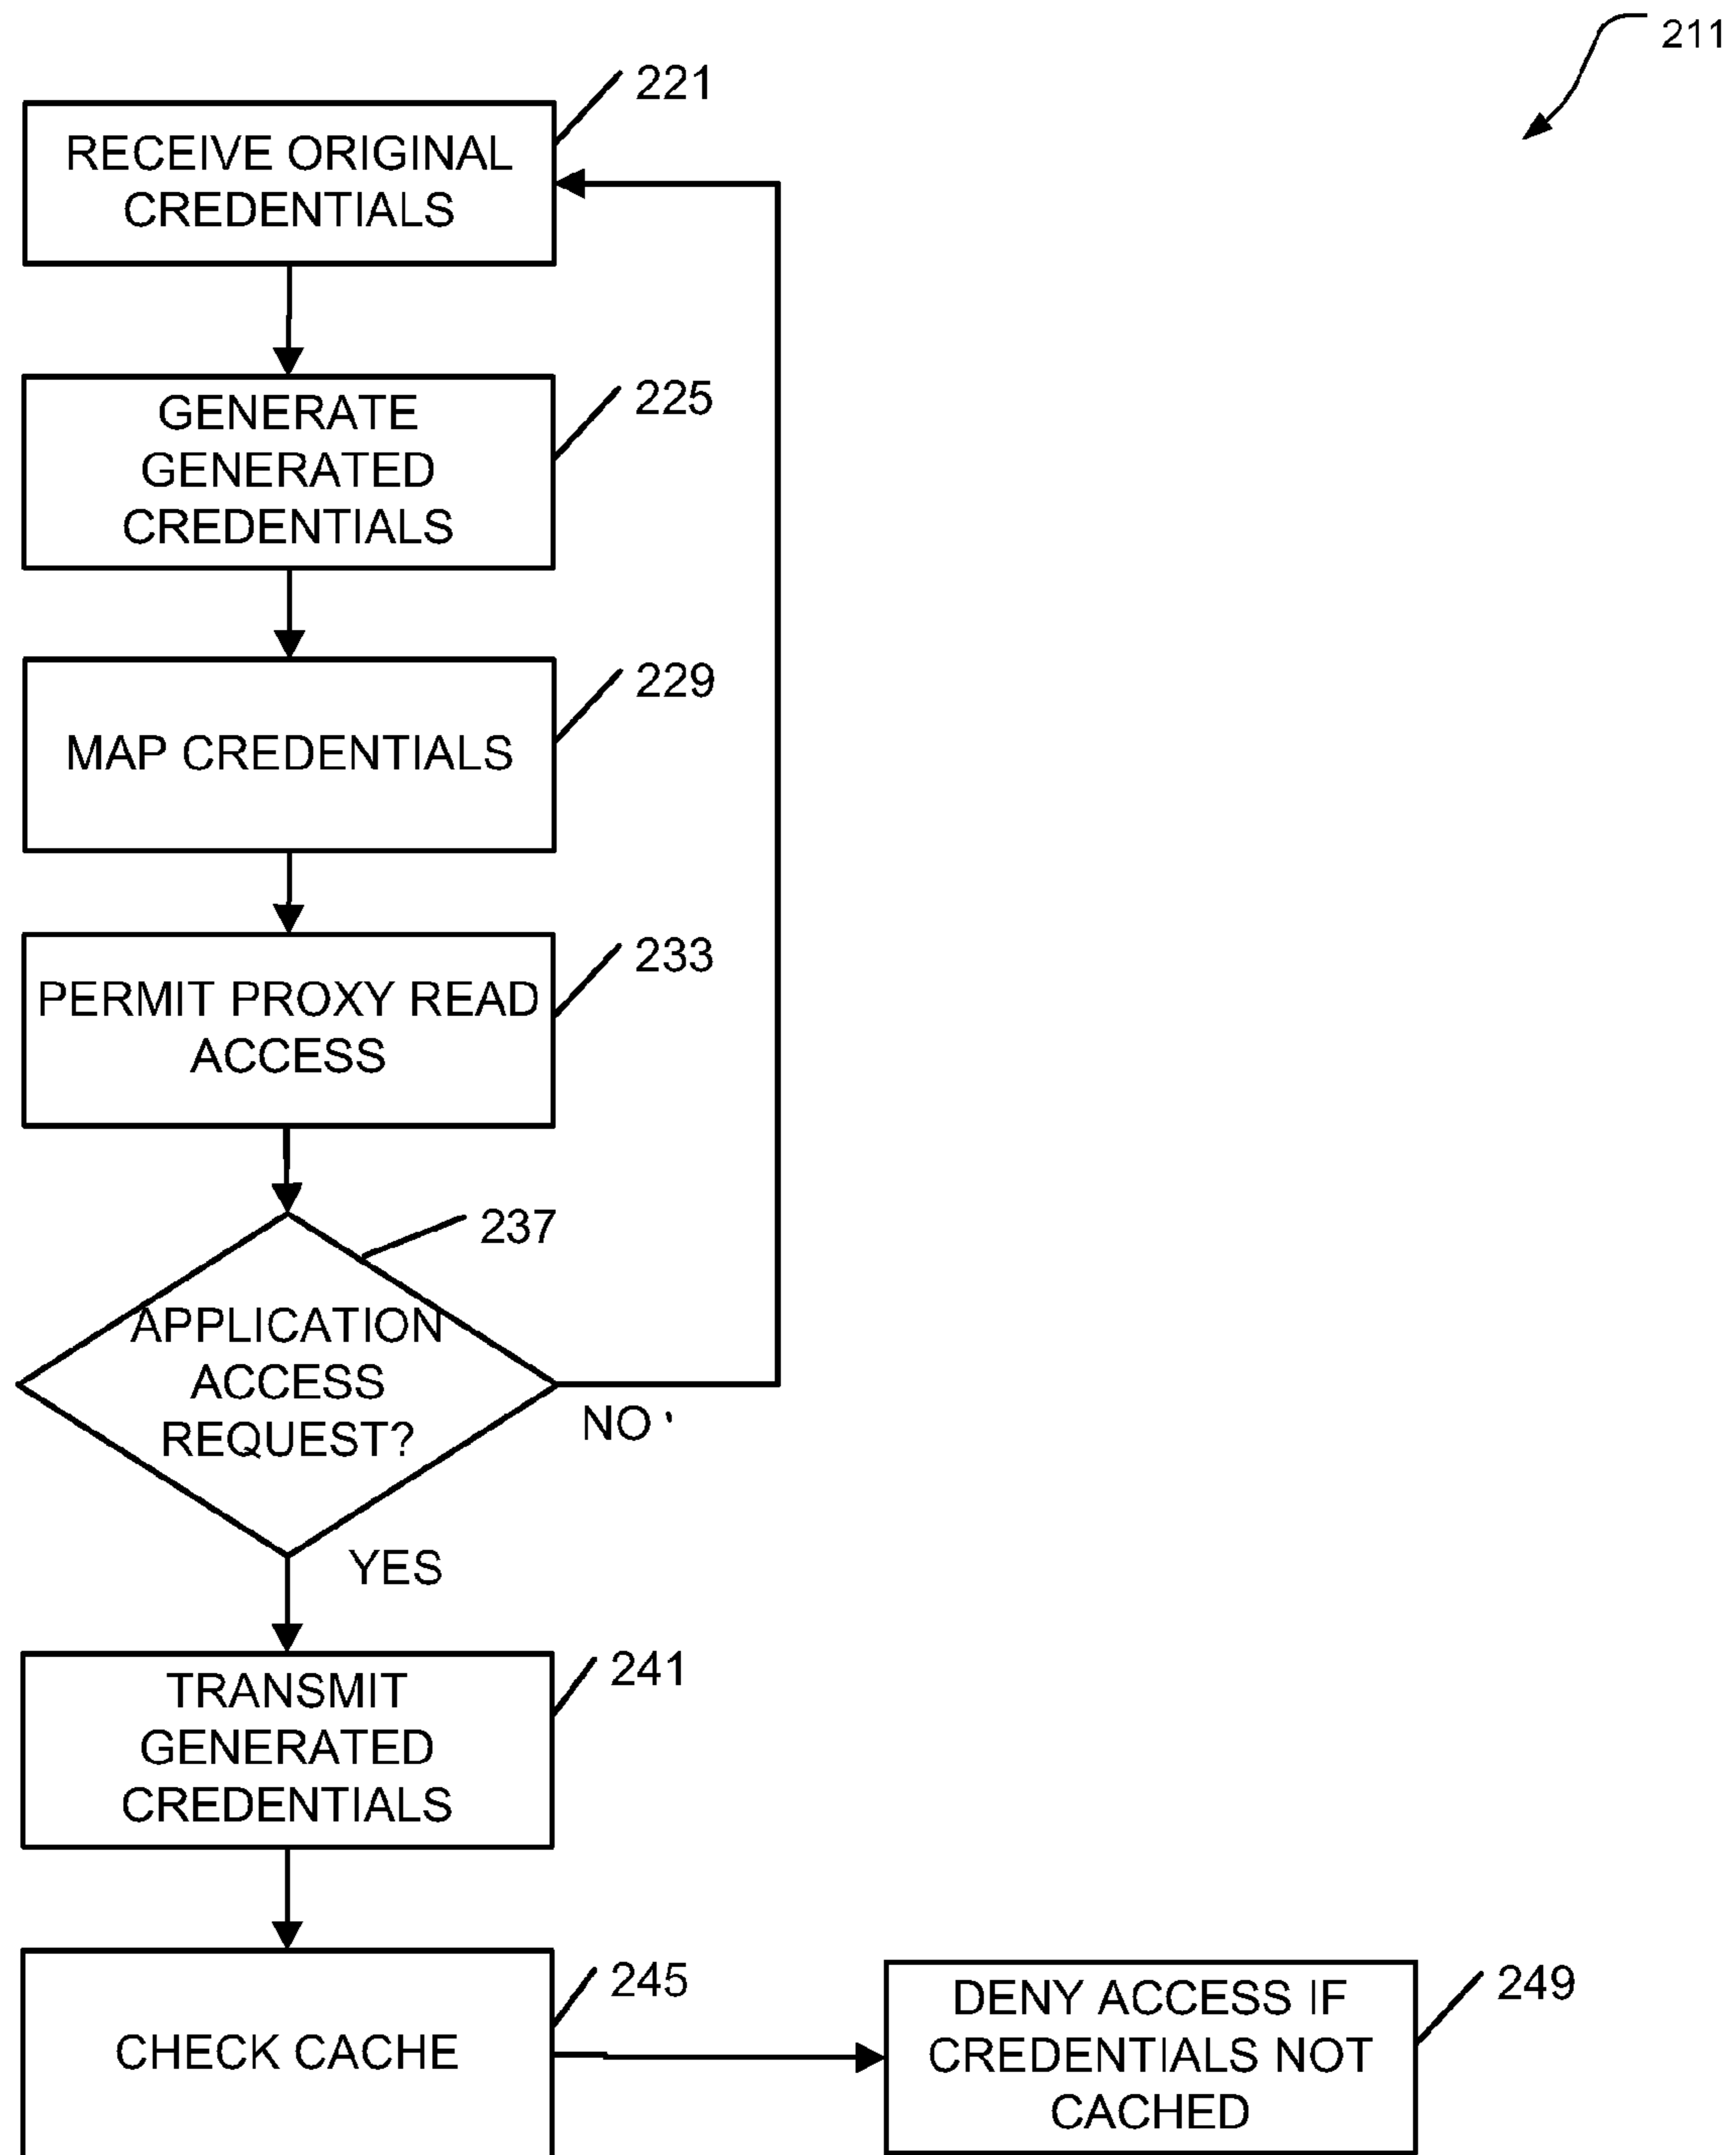 211
221
RECEIVE ORIGINAL
CREDENTIALS
225
GENERATE
GENERATED
CREDENTIALS
229
MAP CREDENTIALS
233
PERMIT PROXY READ
ACCESS
237
APPLICATION
ACCESS
REQUEST?
NO
YES
241
TRANSMIT
GENERATED
CREDENTIALS
245
CHECK CACHE
249
DENY ACCESS IF
CREDENTIALS NOT
CACHED